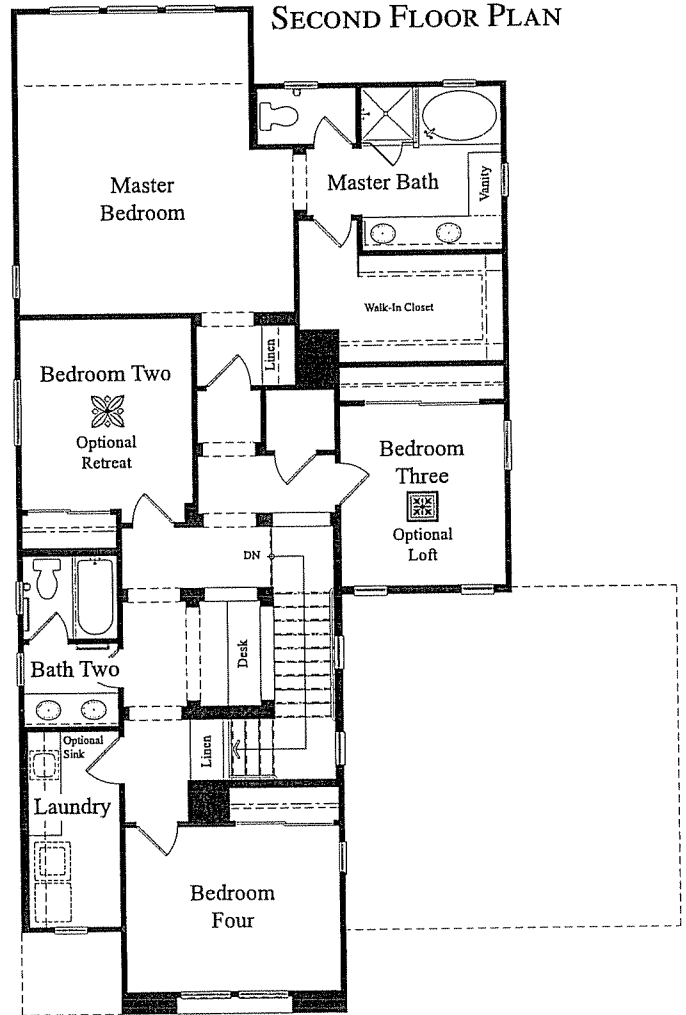 SECOND FLOOR PLAN
Master
Bedroom
Master Bath
Vanity
Walk-In Closet
Linen
Bedroom Two
Optional
Retreat
Bedroom
Three
Optional
Loft
DN
Desk
Bath Two
Optional
Sink
Linen
Laundry
Bedroom
Four